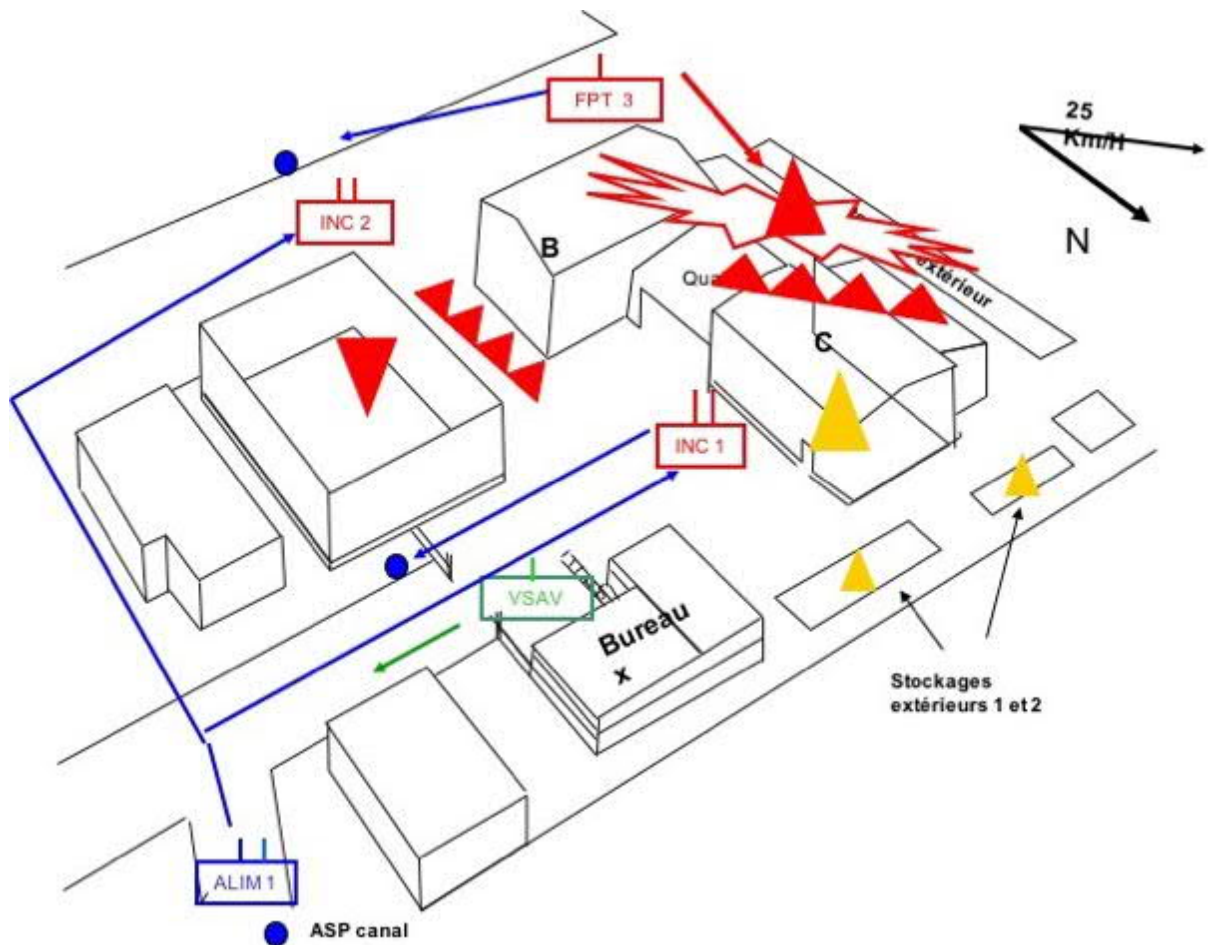 FPT 3
25
Km/H
INC 2
N
B
Qua
extérieur
C
INC 1
VSAV
Bureau
x
Stockages
extérieurs 1 et 2
ALIM 1
ASP canal